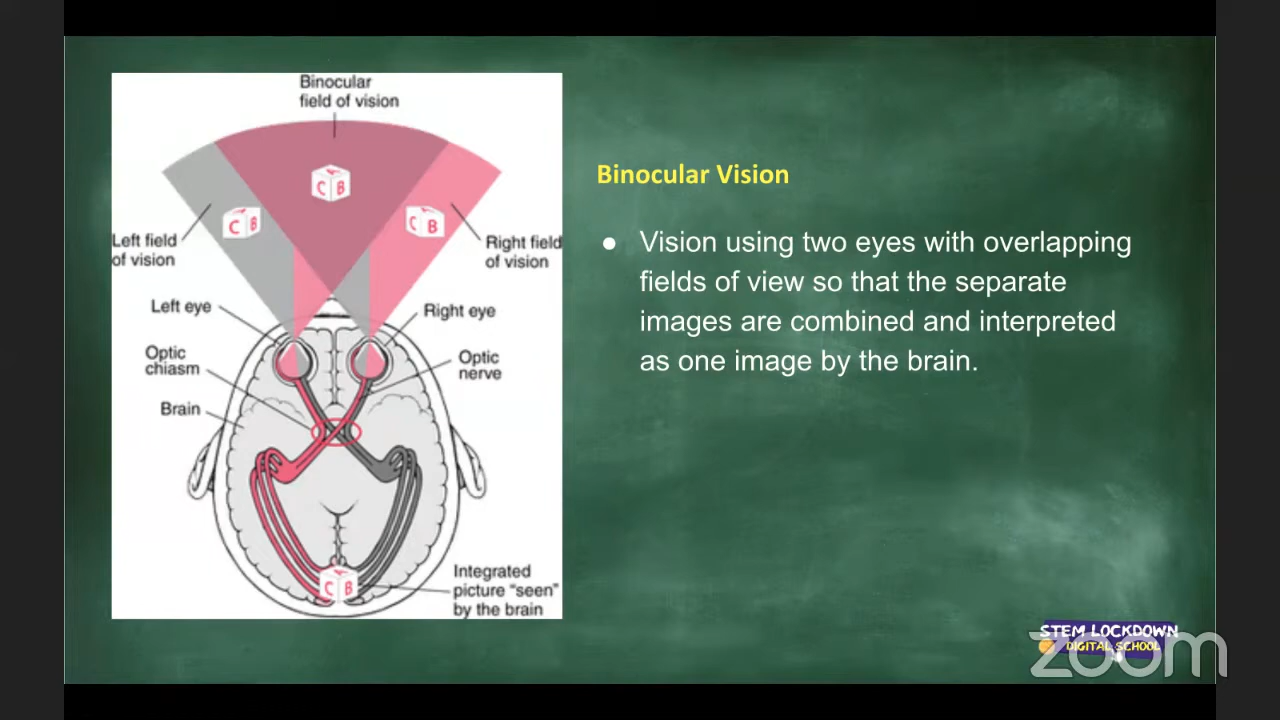 Binocular
field of vision
Left field
of vision
Right field
of vision
Left eye
Right eye
Optic
chiasm
Optic
nerve
Brain
Integrated
picture “seen”
by the brain
C B
C B
C B
C B
Binocular Vision
● Vision using two eyes with overlapping
fields of view so that the separate
images are combined and interpreted
as one image by the brain.
STEM LOCKDOWN
DIGITAL SCHOOL
zoom